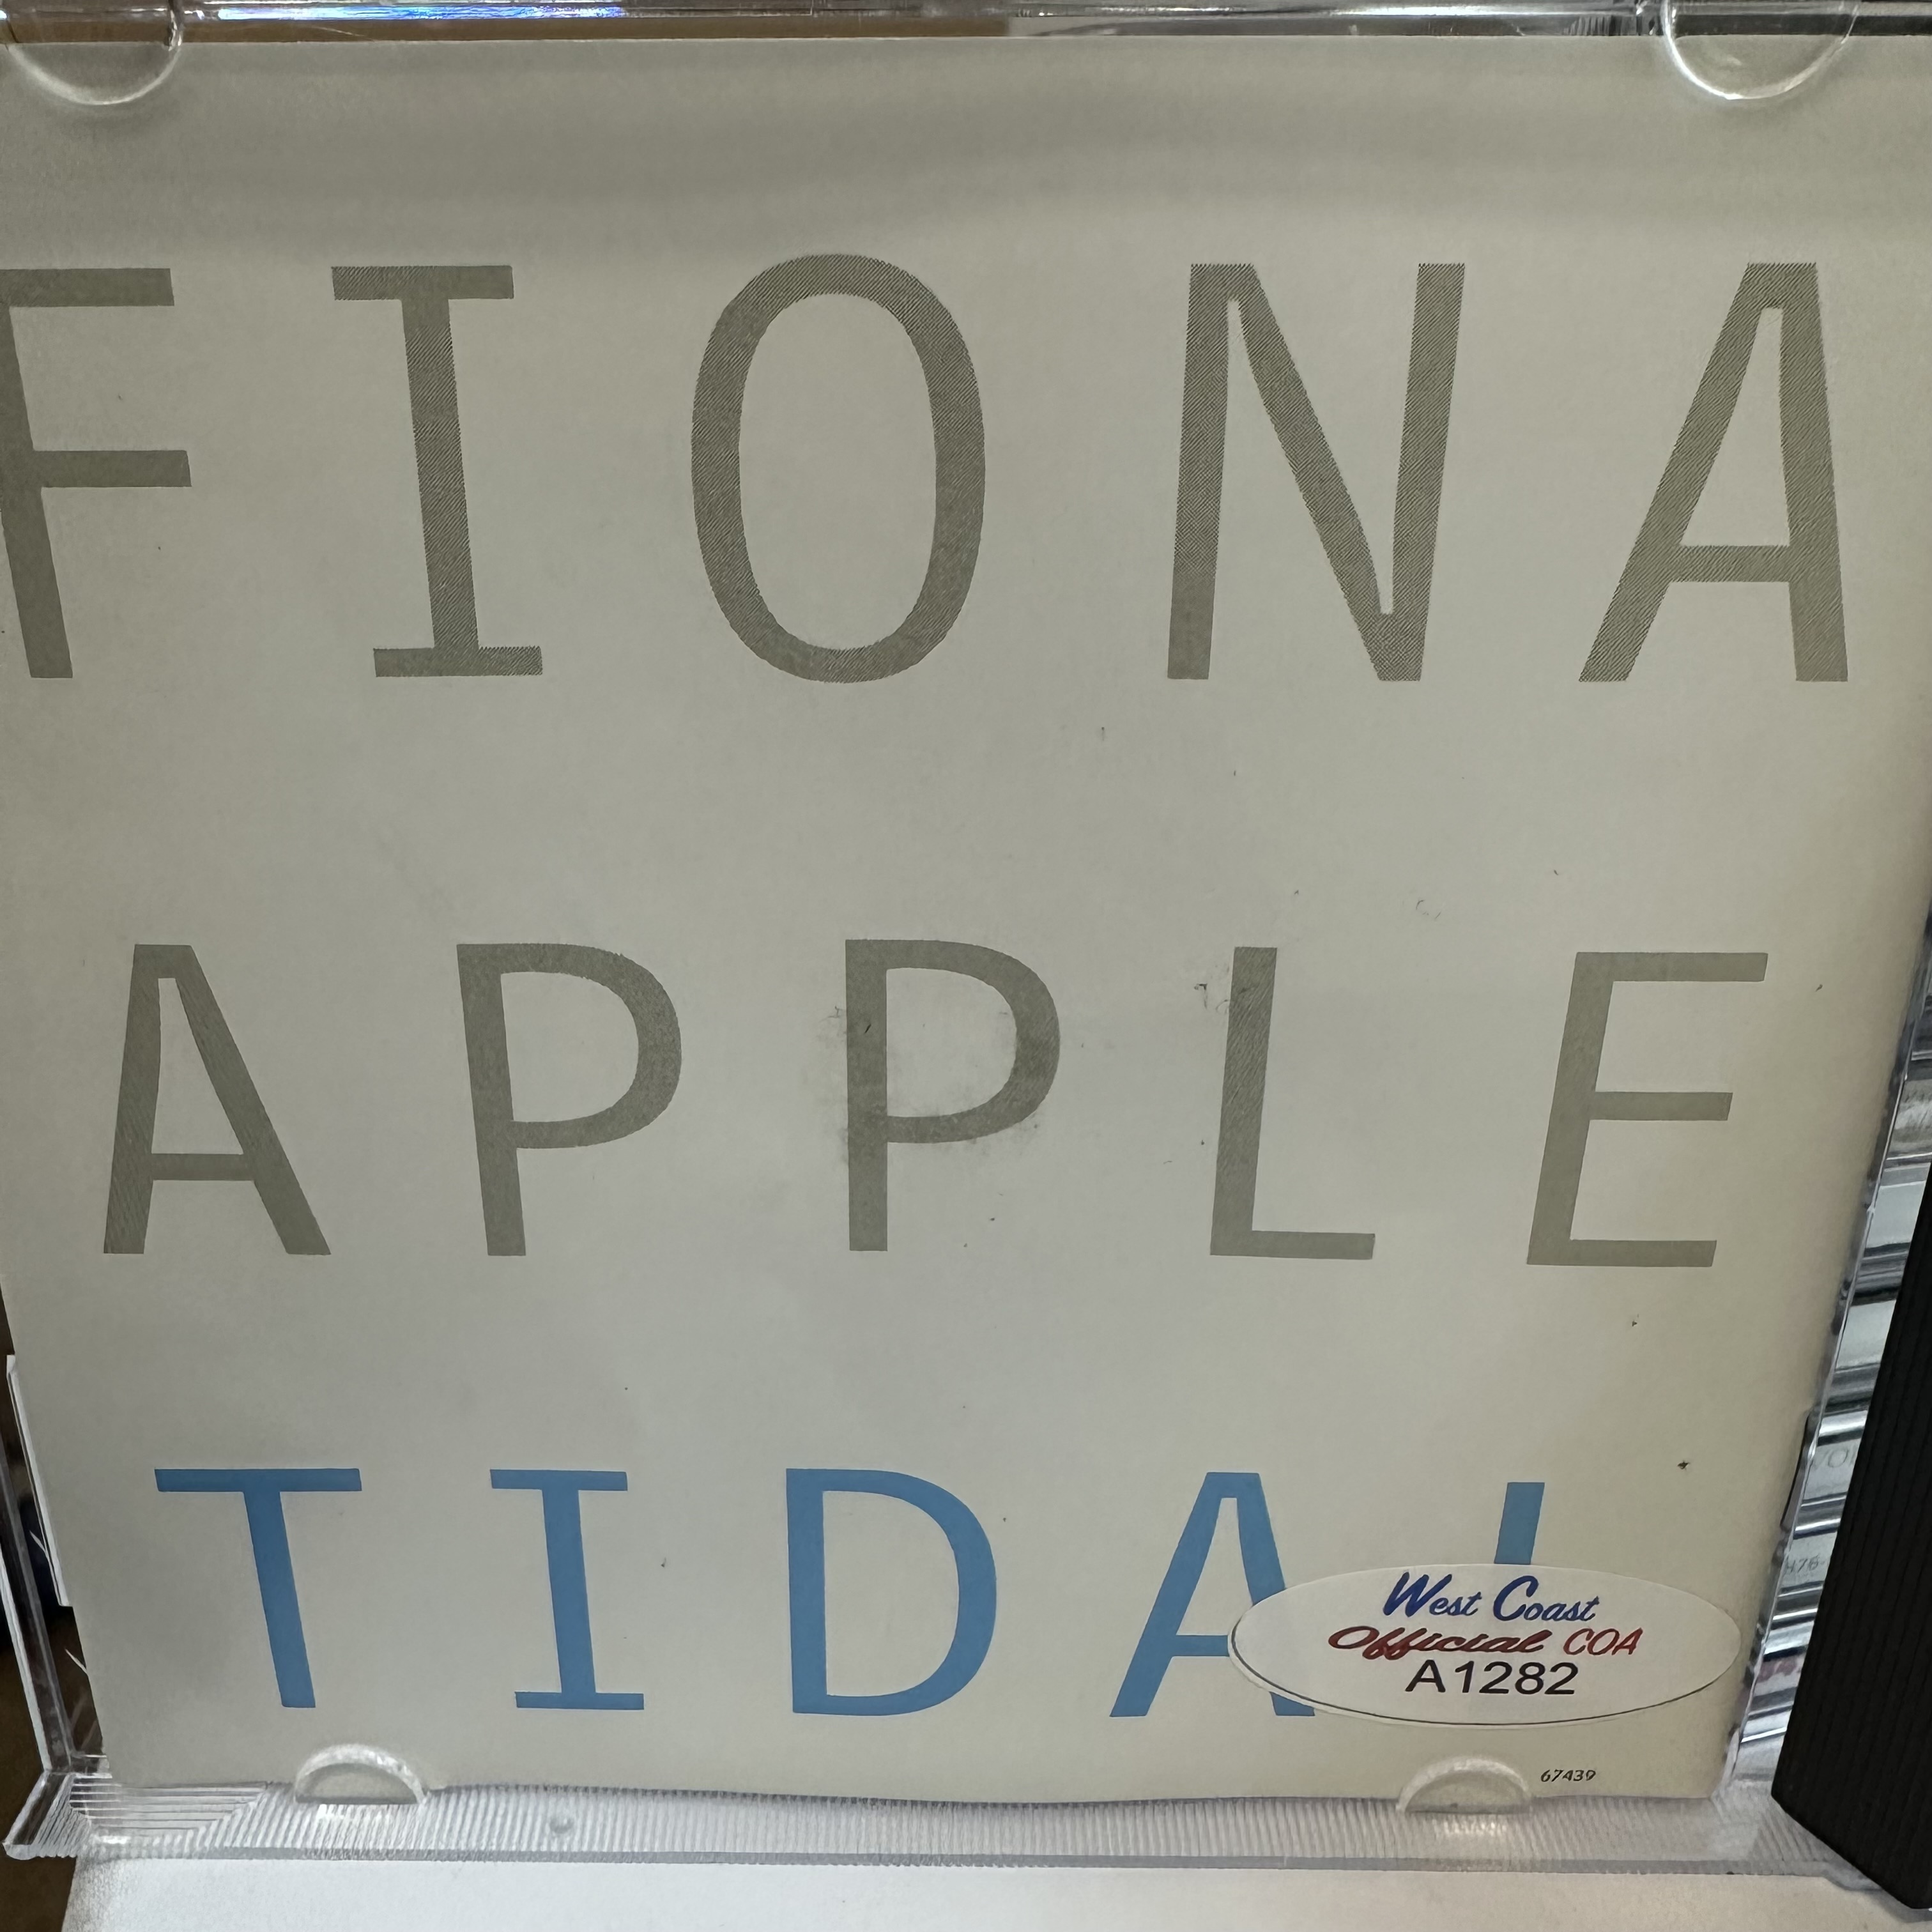 FIONA
APPLE
TIDAL
West Coast
Official COA
A1282
67439